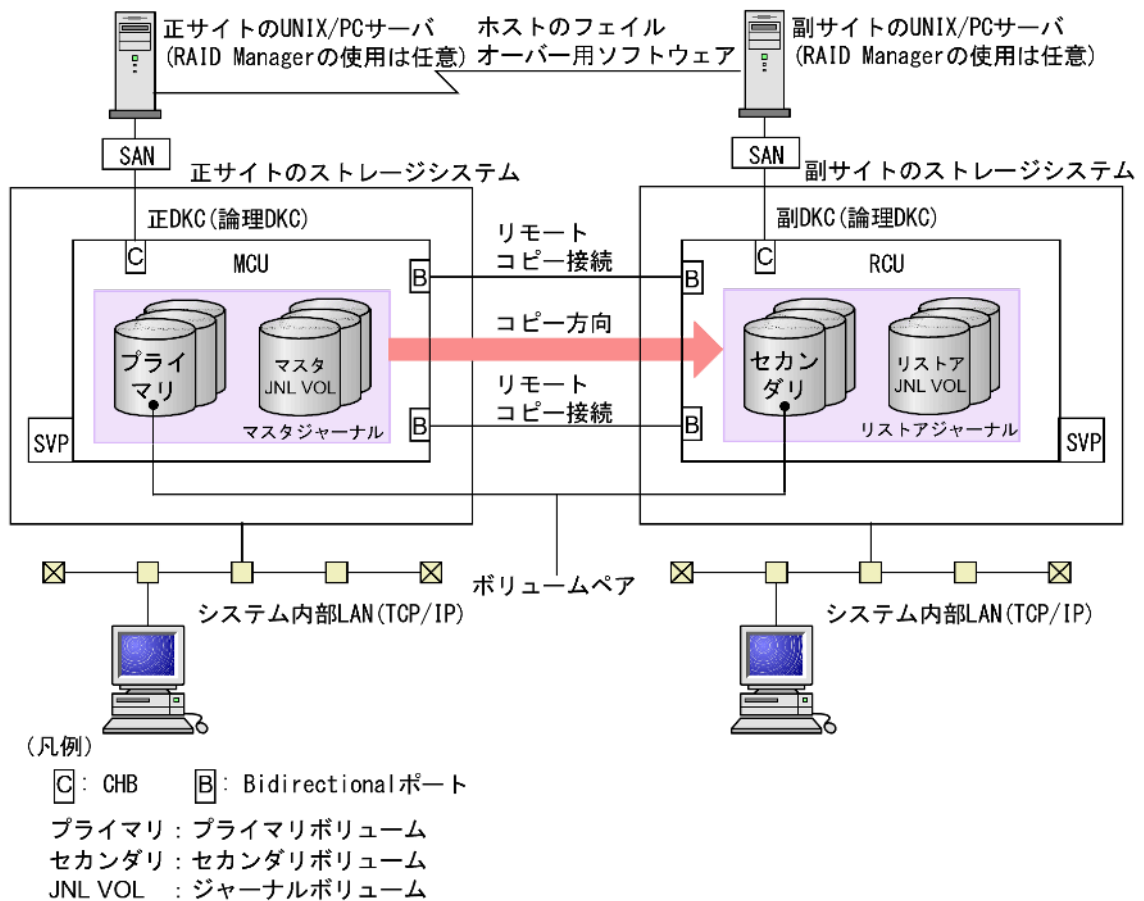 正サイトのUNIX/PCサーバ
(RAID Managerの使用は任意)
ホストのフェイル
オーバー用ソフトウェア
副サイトのUNIX/PCサーバ
(RAID Managerの使用は任意)
SAN
SAN
正サイトのストレージシステム
副サイトのストレージシステム
正DKC(論理DKC)
副DKC(論理DKC)
リモート
コピー接続
C
MCU
B
B
C
RCU
コピー方向
プライ
マリ
マスタ
JNL VOL
セカン
ダリ
リストア
JNL VOL
リモート
コピー接続
B
B
マスタジャーナル
リストアジャーナル
SVP
SVP
ボリュームペア
システム内部LAN(TCP/IP)
システム内部LAN(TCP/IP)
(凡例)
C: CHB
B: Bidirectionalポート
プライマリ:プライマリボリューム
セカンダリ:セカンダリボリューム
JNL VOL :ジャーナルボリューム